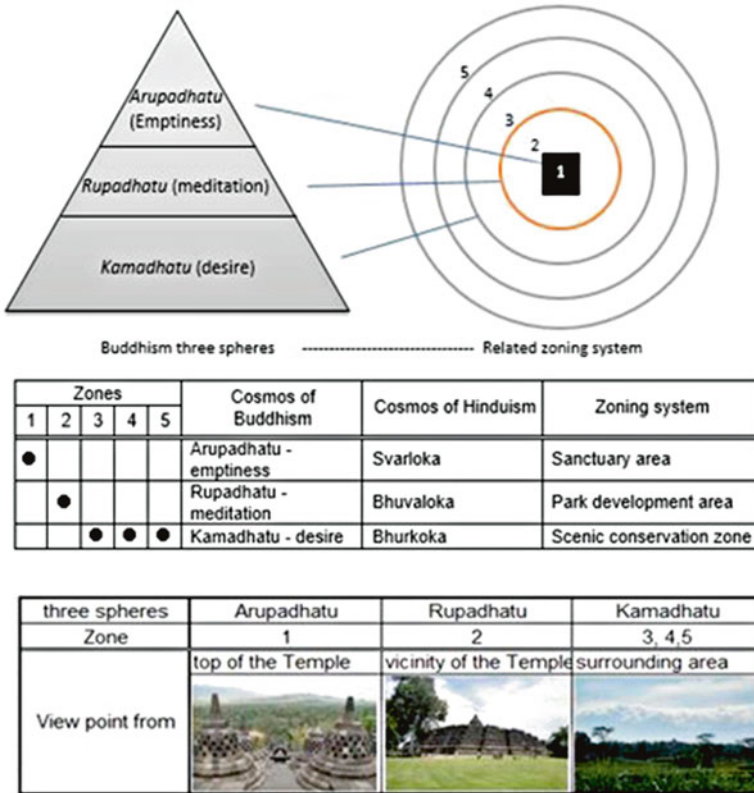 Arupadhatu
(Emptiness)
Rupadhatu (meditation)
Kamadhatu (desire)
5
4
3
2
1
Buddhism three spheres ---------------------------- Related zoning system
Zones
Cosmos of Buddhism
Cosmos of Hinduism
Zoning system
1 2 3 4 5
● Arupadhatu - emptiness Svarloka Sanctuary area
● Rupadhatu - meditation Bhuvaloka Park development area
● ● ● Kamadhatu - desire Bhurkoka Scenic conservation zone
three spheres Arupadhatu Rupadhatu Kamadhatu
Zone 1 2 3, 4,5
View point from top of the Temple vicinity of the Temple surrounding area